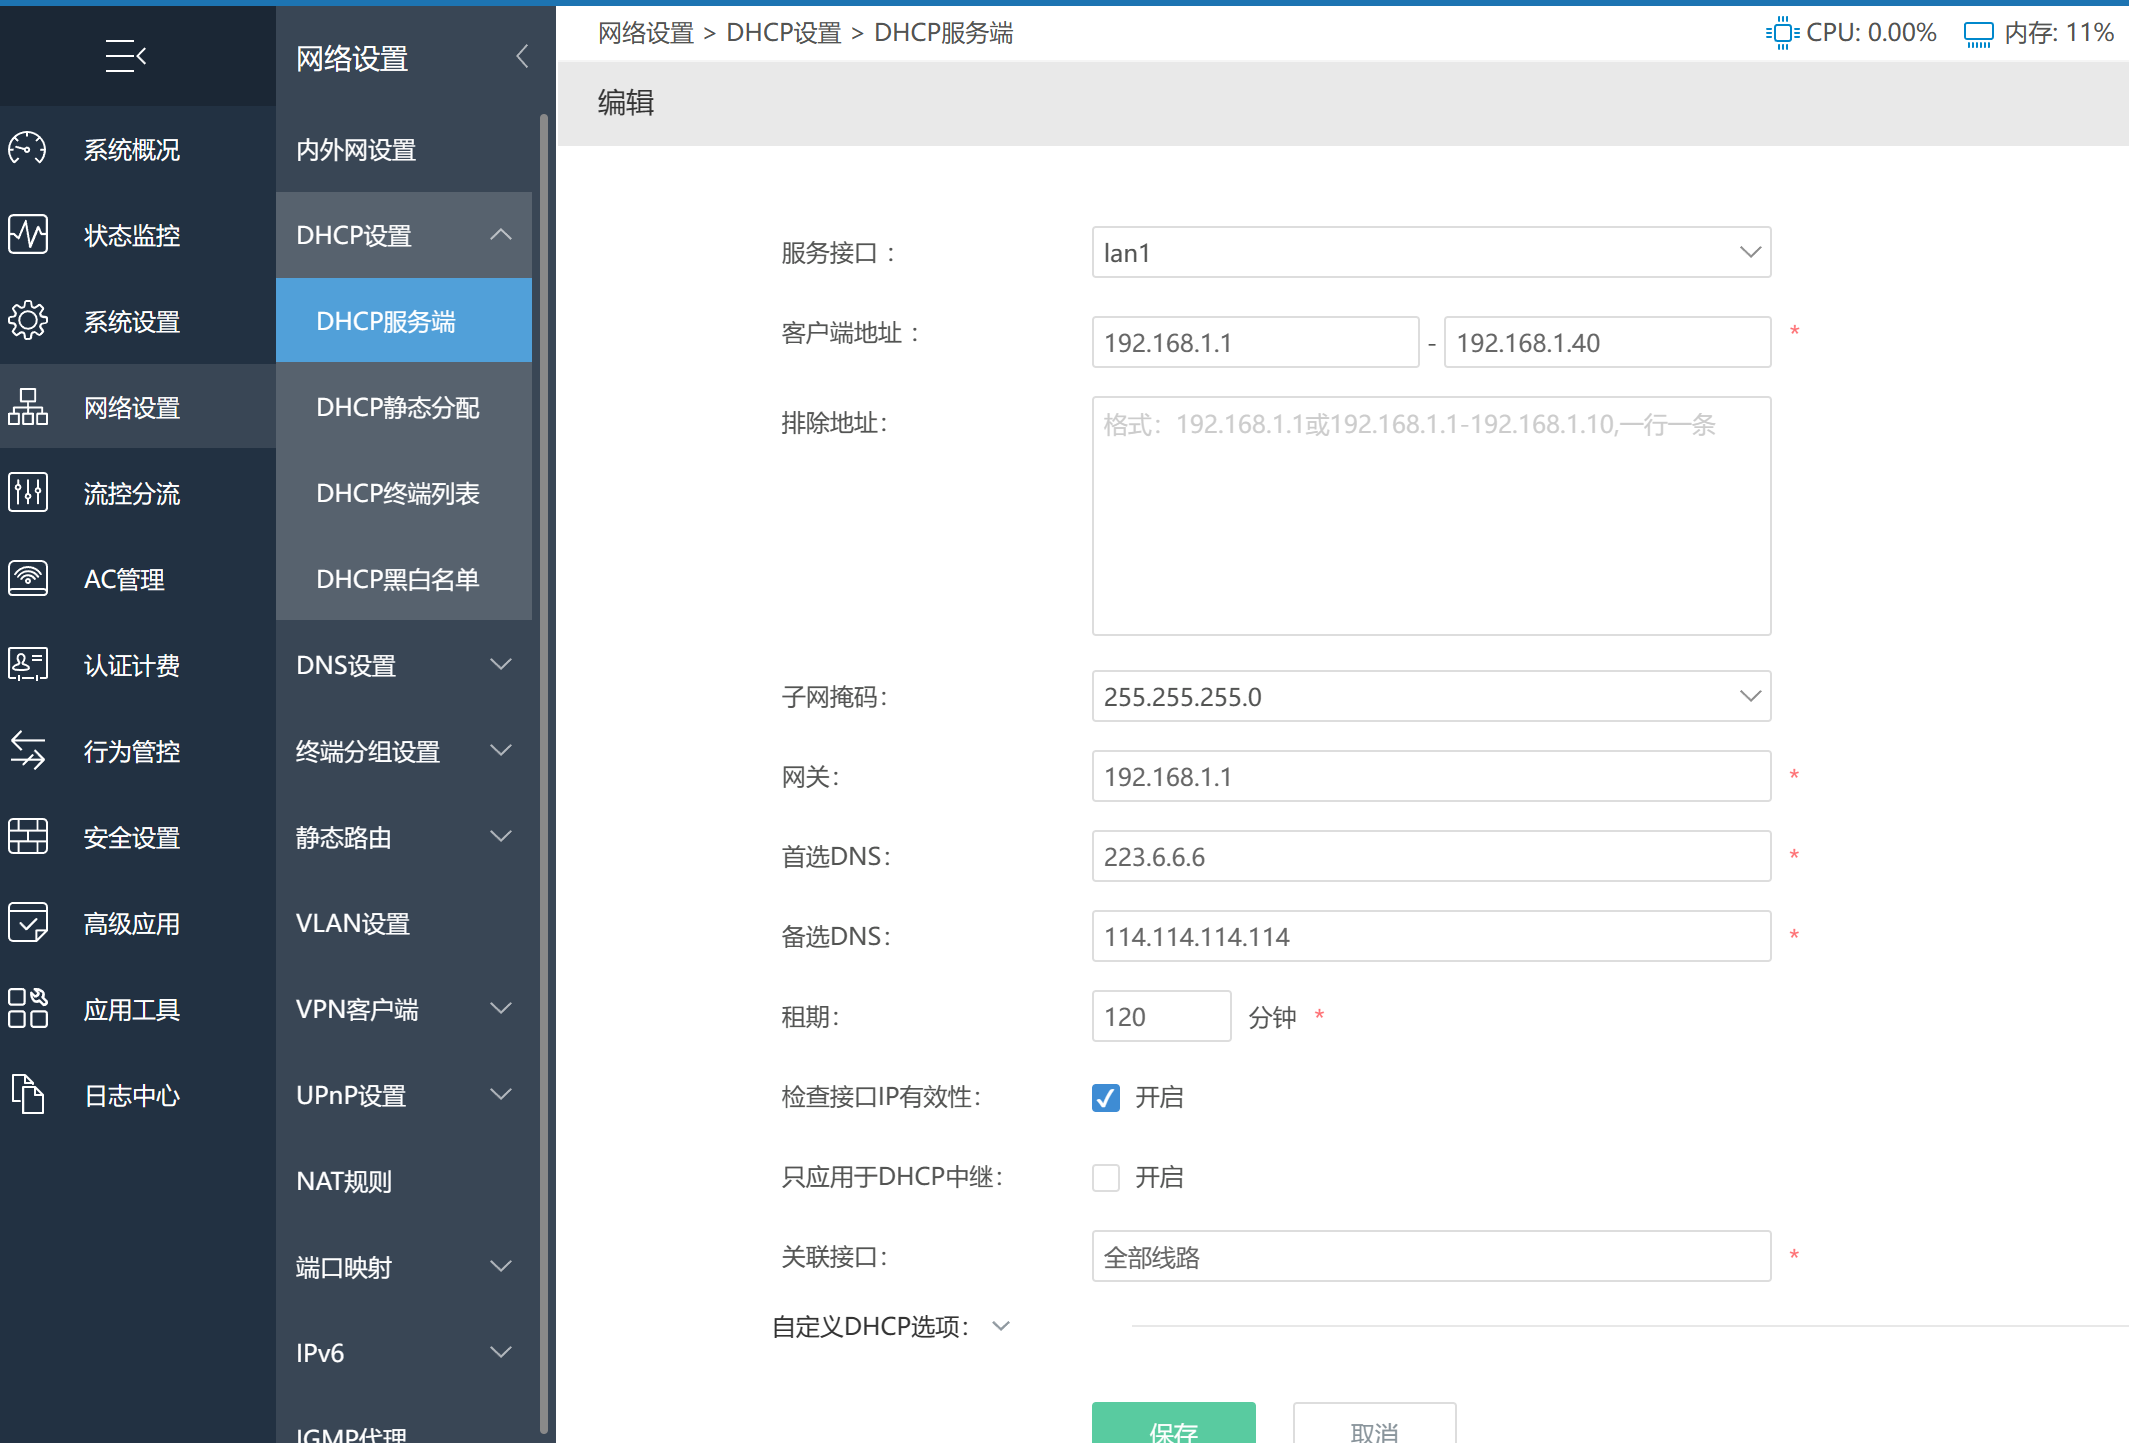 网络设置 > DHCP设置 > DHCP服务端
CPU: 0.00%
内存: 11%
系统概况
状态监控
系统设置
网络设置
流控分流
AC管理
认证计费
行为管控
安全设置
高级应用
应用工具
日志中心
网络设置
内外网设置
DHCP设置
DHCP服务端
DHCP静态分配
DHCP终端列表
DHCP黑白名单
DNS设置
终端分组设置
静态路由
VLAN设置
VPN客户端
UPnP设置
NAT规则
端口映射
IPv6
IGMP代理
编辑
服务接口 : lan1
客户端地址 : 192.168.1.1 - 192.168.1.40 *
排除地址: 格式: 192.168.1.1或192.168.1.1-192.168.1.10,一行一条
子网掩码: 255.255.255.0
网关: 192.168.1.1 *
首选DNS: 223.6.6.6 *
备选DNS: 114.114.114.114 *
租期: 120 分钟 *
检查接口IP有效性: 开启
只应用于DHCP中继: 开启
关联接口: 全部线路 *
自定义DHCP选项:
保存 取消